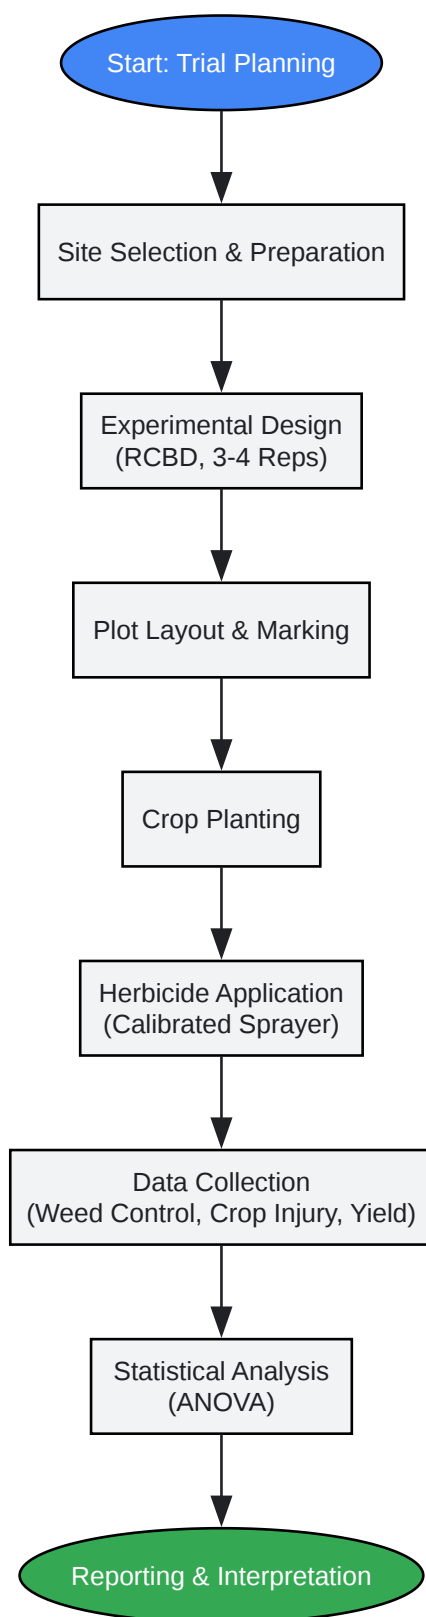 Start: Trial Planning
Site Selection & Preparation
Experimental Design
(RCBD, 3-4 Reps)
Plot Layout & Marking
Crop Planting
Herbicide Application
(Calibrated Sprayer)
Data Collection
(Weed Control, Crop Injury, Yield)
Statistical Analysis
(ANOVA)
Reporting & Interpretation